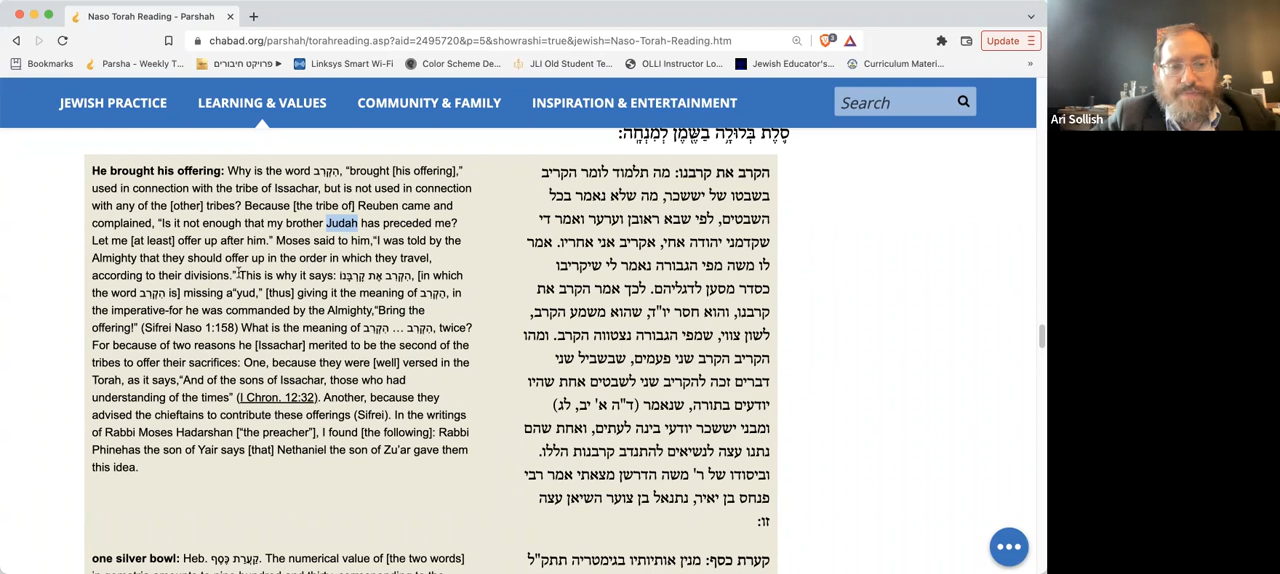 Naso Torah Reading - Parshah
chabad.org/parshah/torahreading.asp?aid=2495720&p=5&showrashi=true&jewish=Naso-Torah-Reading.htm
3
Update
Bookmarks
Parsha - Weekly T...
פרויקט חיבורים
Linksys Smart Wi-Fi
Color Scheme De...
JLI Old Student Te...
OLLI Instructor Lo...
Jewish Educator's...
Curriculum Materi...
»
JEWISH PRACTICE
LEARNING & VALUES
COMMUNITY & FAMILY
INSPIRATION & ENTERTAINMENT
Search
Ari Sollish
סֹלֶת בְּלוּלָה בַשֶּׁמֶן לְמִנְחָה:
He brought his offering: Why is the word הִקְרִב, “brought [his offering],”
used in connection with the tribe of Issachar, but is not used in connection
with any of the [other] tribes? Because [the tribe of] Reuben came and
complained, “Is it not enough that my brother Judah has preceded me?
Let me [at least] offer up after him.” Moses said to him,“I was told by the
Almighty that they should offer up in the order in which they travel,
according to their divisions.” This is why it says: הִקְרִב אֶת קָרְבָּנוֹ, [in which
the word הִקְרִב is] missing a“yud,” [thus] giving it the meaning of הַקְרֵב, in
the imperative-for he was commanded by the Almighty,“Bring the
offering!” (Sifrei Naso 1:158) What is the meaning of הִקְרִב … הִקְרִב, twice?
For because of two reasons he [Issachar] merited to be the second of the
tribes to offer their sacrifices: One, because they were [well] versed in the
Torah, as it says,“And of the sons of Issachar, those who had
understanding of the times” (I Chron. 12:32). Another, because they
advised the chieftains to contribute these offerings (Sifrei). In the writings
of Rabbi Moses Hadarshan [“the preacher”], I found [the following]: Rabbi
Phinehas the son of Yair says [that] Nethaniel the son of Zu’ar gave them
this idea.
הקרב את קרבנו: מה תלמוד לומר הקריב
בשבטו של יששכר, מה שלא נאמר בכל
השבטים, לפי שבא ראובן וערער ואמר די
שקדמני יהודה אחי, אקריב אני אחריו. אמר
לו משה מפי הגבורה נאמר לי שיקריבו
כסדר מסען לדגליהם. לכך אמר הקרב את
קרבנו, והוא חסר יו"ד, שהוא משמע הקרב,
לשון צווי, שמפי הגבורה נצטווה הקרב. ומהו
הקריב הקרב שני פעמים, שבשביל שני
דברים זכה להקריב שני לשבטים אחת שהיו
יודעים בתורה, שנאמר (ד"ה א' יב, לג)
ומבני יששכר יודעי בינה לעתים, ואחת שהם
נתנו עצה לנשיאים להתנדב קרבנות הללו.
וביסודו של ר' משה הדרשן מצאתי אמר רבי
פנחס בן יאיר, נתנאל בן צוער השיאן עצה
זו:
one silver bowl: Heb. קַעֲרַת כֶּסֶף. The numerical value of [the two words]
קערת כסף: מנין אותיותיו בגימטריה תתק"ל